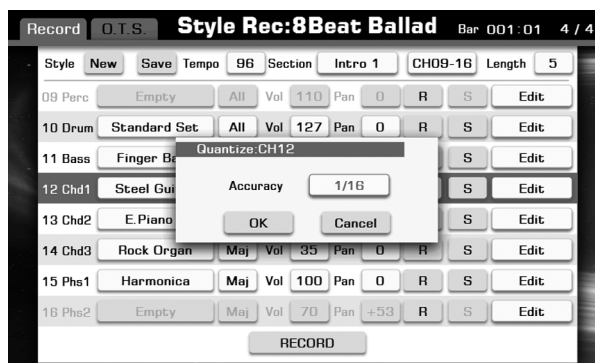 Record O.T.S. Style Rec:8Beat Ballad Bar 001:01 4/4
Style New Save Tempo 96 Section Intro 1 CH09-16 Length 5
09 Perc Empty All Vol 110 Pan 0 R S Edit
10 Drum Standard Set All Vol 127 Pan 0 R S Edit
Quantize:CH12
11 Bass Finger S Edit
12 Chd1 Steel Accuracy 1/16 S Edit
13 Chd2 E.Piano OK Cancel S Edit
14 Chd3 Rock Organ Maj Vol 35 Pan 0 R S Edit
15 Phs1 Harmonica Maj Vol 100 Pan 0 R S Edit
16 Phs2 Empty Maj Vol 70 Pan +53 R S Edit
RECORD